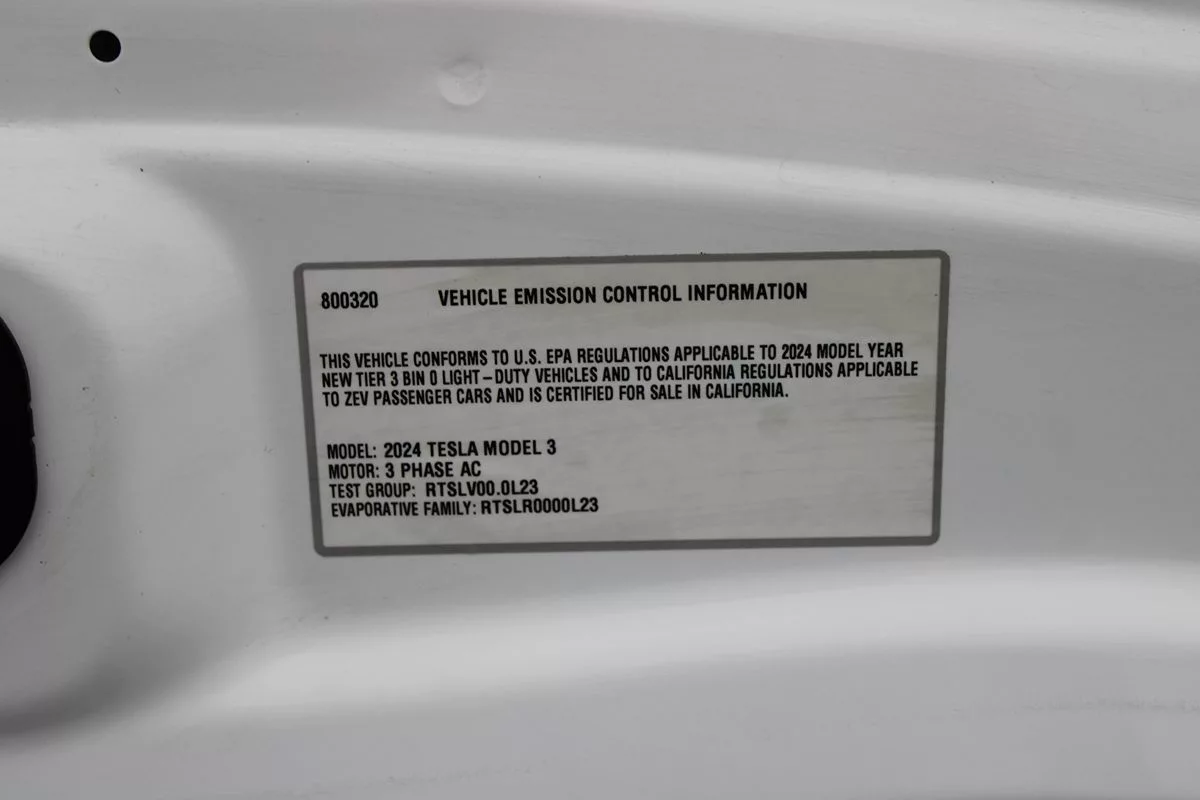 800320 VEHICLE EMISSION CONTROL INFORMATION
THIS VEHICLE CONFORMS TO U.S. EPA REGULATIONS APPLICABLE TO 2024 MODEL YEAR
NEW TIER 3 BIN 0 LIGHT-DUTY VEHICLES AND TO CALIFORNIA REGULATIONS APPLICABLE
TO ZEV PASSENGER CARS AND IS CERTIFIED FOR SALE IN CALIFORNIA.
MODEL: 2024 TESLA MODEL 3
MOTOR: 3 PHASE AC
TEST GROUP: RTSLV00.0L23
EVAPORATIVE FAMILY: RTSLR0000L23